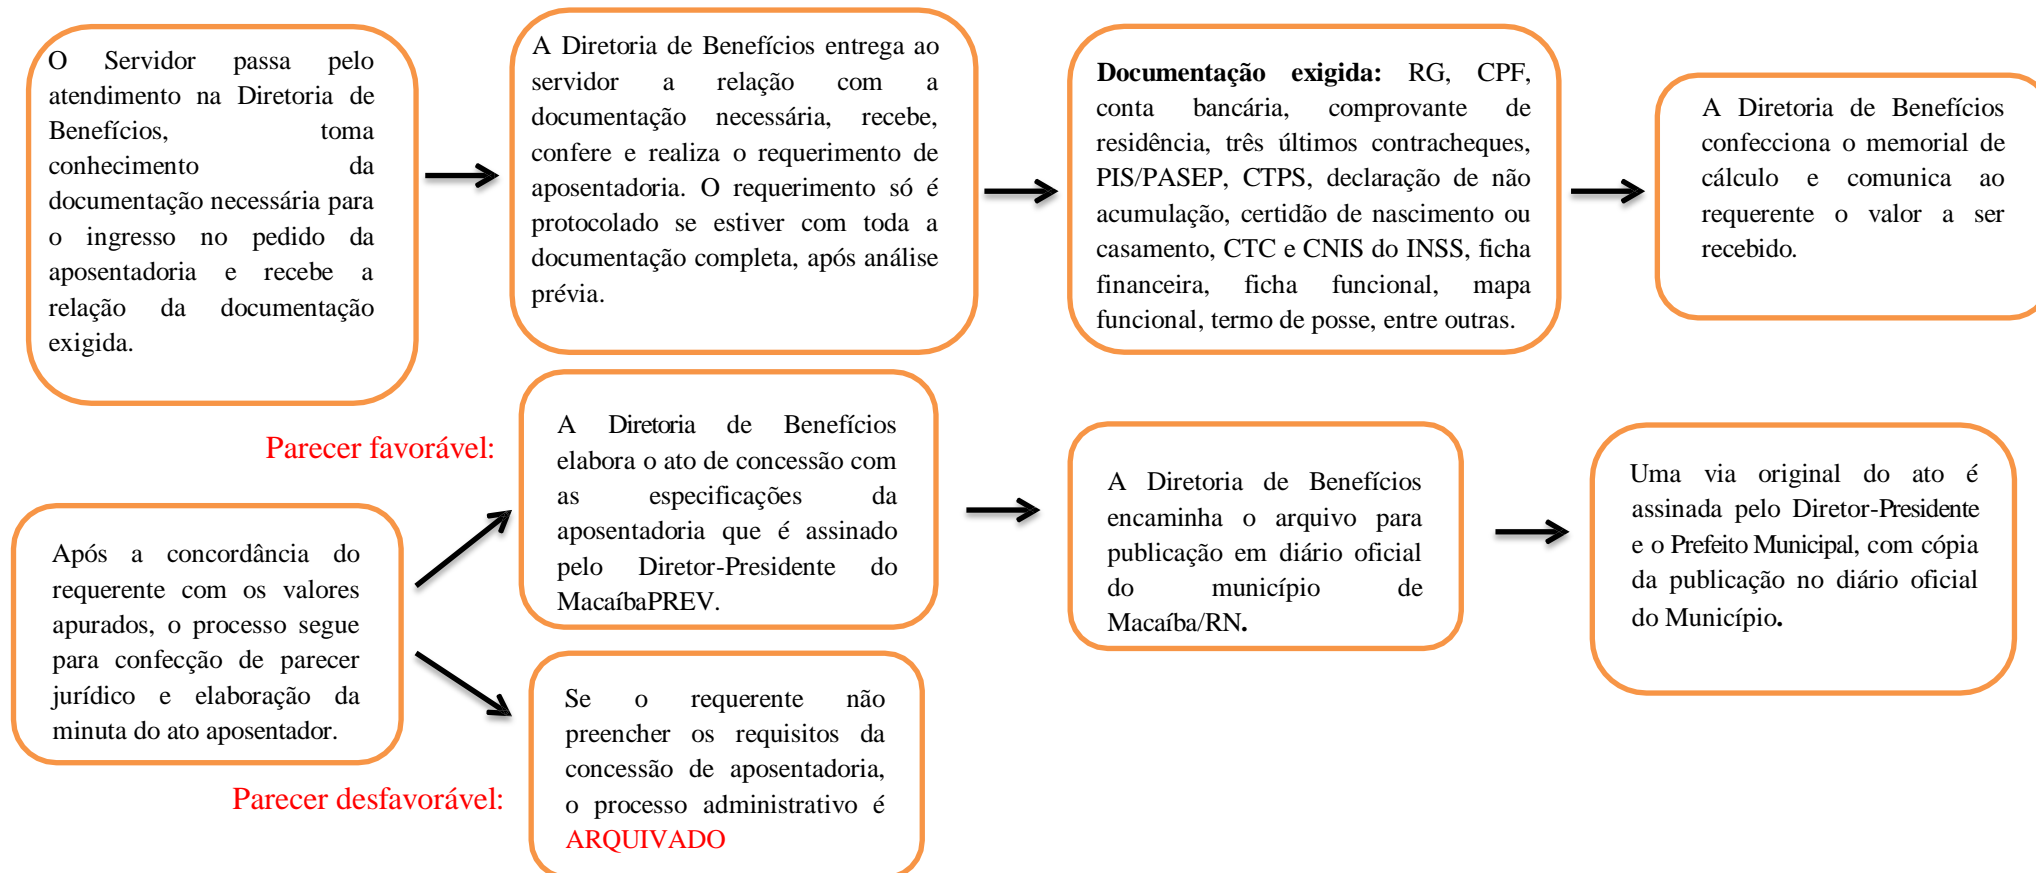 O Servidor passa pelo
atendimento na Diretoria de
Benefícios, toma
conhecimento da
documentação necessária para
o ingresso no pedido da
aposentadoria e recebe a
relação da documentação
exigida.
A Diretoria de Benefícios entrega ao
servidor a relação com a
documentação necessária, recebe,
confere e realiza o requerimento de
aposentadoria. O requerimento só é
protocolado se estiver com toda a
documentação completa, após análise
prévia.
Documentação exigida: RG, CPF,
conta bancária, comprovante de
residência, três últimos contracheques,
PIS/PASEP, CTPS, declaração de não
acumulação, certidão de nascimento ou
casamento, CTC e CNIS do INSS, ficha
financeira, ficha funcional, mapa
funcional, termo de posse, entre outras.
A Diretoria de Benefícios
confecciona o memorial de
cálculo e comunica ao
requerente o valor a ser
recebido.
Após a concordância do
requerente com os valores
apurados, o processo segue
para confecção de parecer
jurídico e elaboração da
minuta do ato aposentador.
Parecer favorável:
A Diretoria de Benefícios
elabora o ato de concessão com
as especificações da
aposentadoria que é assinado
pelo Diretor-Presidente do
MacaíbaPREV.
A Diretoria de Benefícios
encaminha o arquivo para
publicação em diário oficial
do município de
Macaíba/RN.
Uma via original do ato é
assinada pelo Diretor-Presidente
e o Prefeito Municipal, com cópia
da publicação no diário oficial
do Município.
Parecer desfavorável:
Se o requerente não
preencher os requisitos da
concessão de aposentadoria,
o processo administrativo é
ARQUIVADO